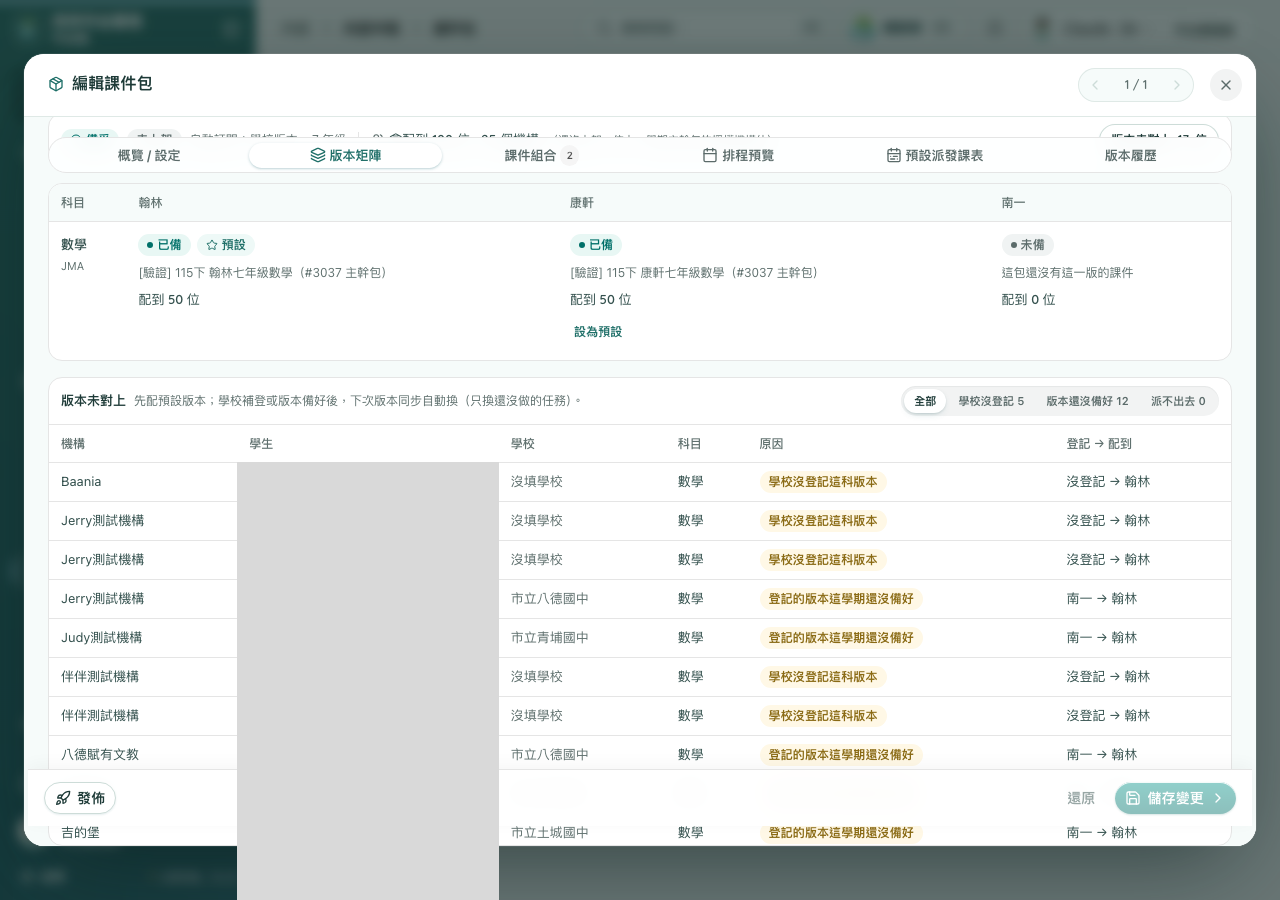 編輯課件包
1 / 1
概覽 / 設定
版本矩陣
課件組合 2
排程預覽
預設派發課表
版本履歷
科目 翰林 康軒 南一
數學 已備 預設 已備 未備
JMA [驗證] 115下 翰林七年級數學（#3037 主幹包） [驗證] 115下 康軒七年級數學（#3037 主幹包） 這包還沒有這一版的課件
配到 50 位 配到 50 位 配到 0 位
設為預設
版本未對上 先配預設版本；學校補登或版本備好後，下次版本同步自動換（只換還沒做的任務）。 全部 學校沒登記 5 版本還沒備好 12 派不出去 0
機構 學生 學校 科目 原因 登記 → 配到
Baania 沒填學校 數學 學校沒登記這科版本 沒登記 → 翰林
Jerry測試機構 沒填學校 數學 學校沒登記這科版本 沒登記 → 翰林
Jerry測試機構 沒填學校 數學 學校沒登記這科版本 沒登記 → 翰林
Jerry測試機構 市立八德國中 數學 登記的版本這學期還沒備好 南一 → 翰林
Judy測試機構 市立青埔國中 數學 登記的版本這學期還沒備好 南一 → 翰林
伴伴測試機構 沒填學校 數學 學校沒登記這科版本 沒登記 → 翰林
伴伴測試機構 沒填學校 數學 學校沒登記這科版本 沒登記 → 翰林
八德賦有文教 市立八德國中 數學 登記的版本這學期還沒備好 南一 → 翰林
發佈 還原 儲存變更
吉的堡 市立土城國中 數學 登記的版本這學期還沒備好 南一 → 翰林